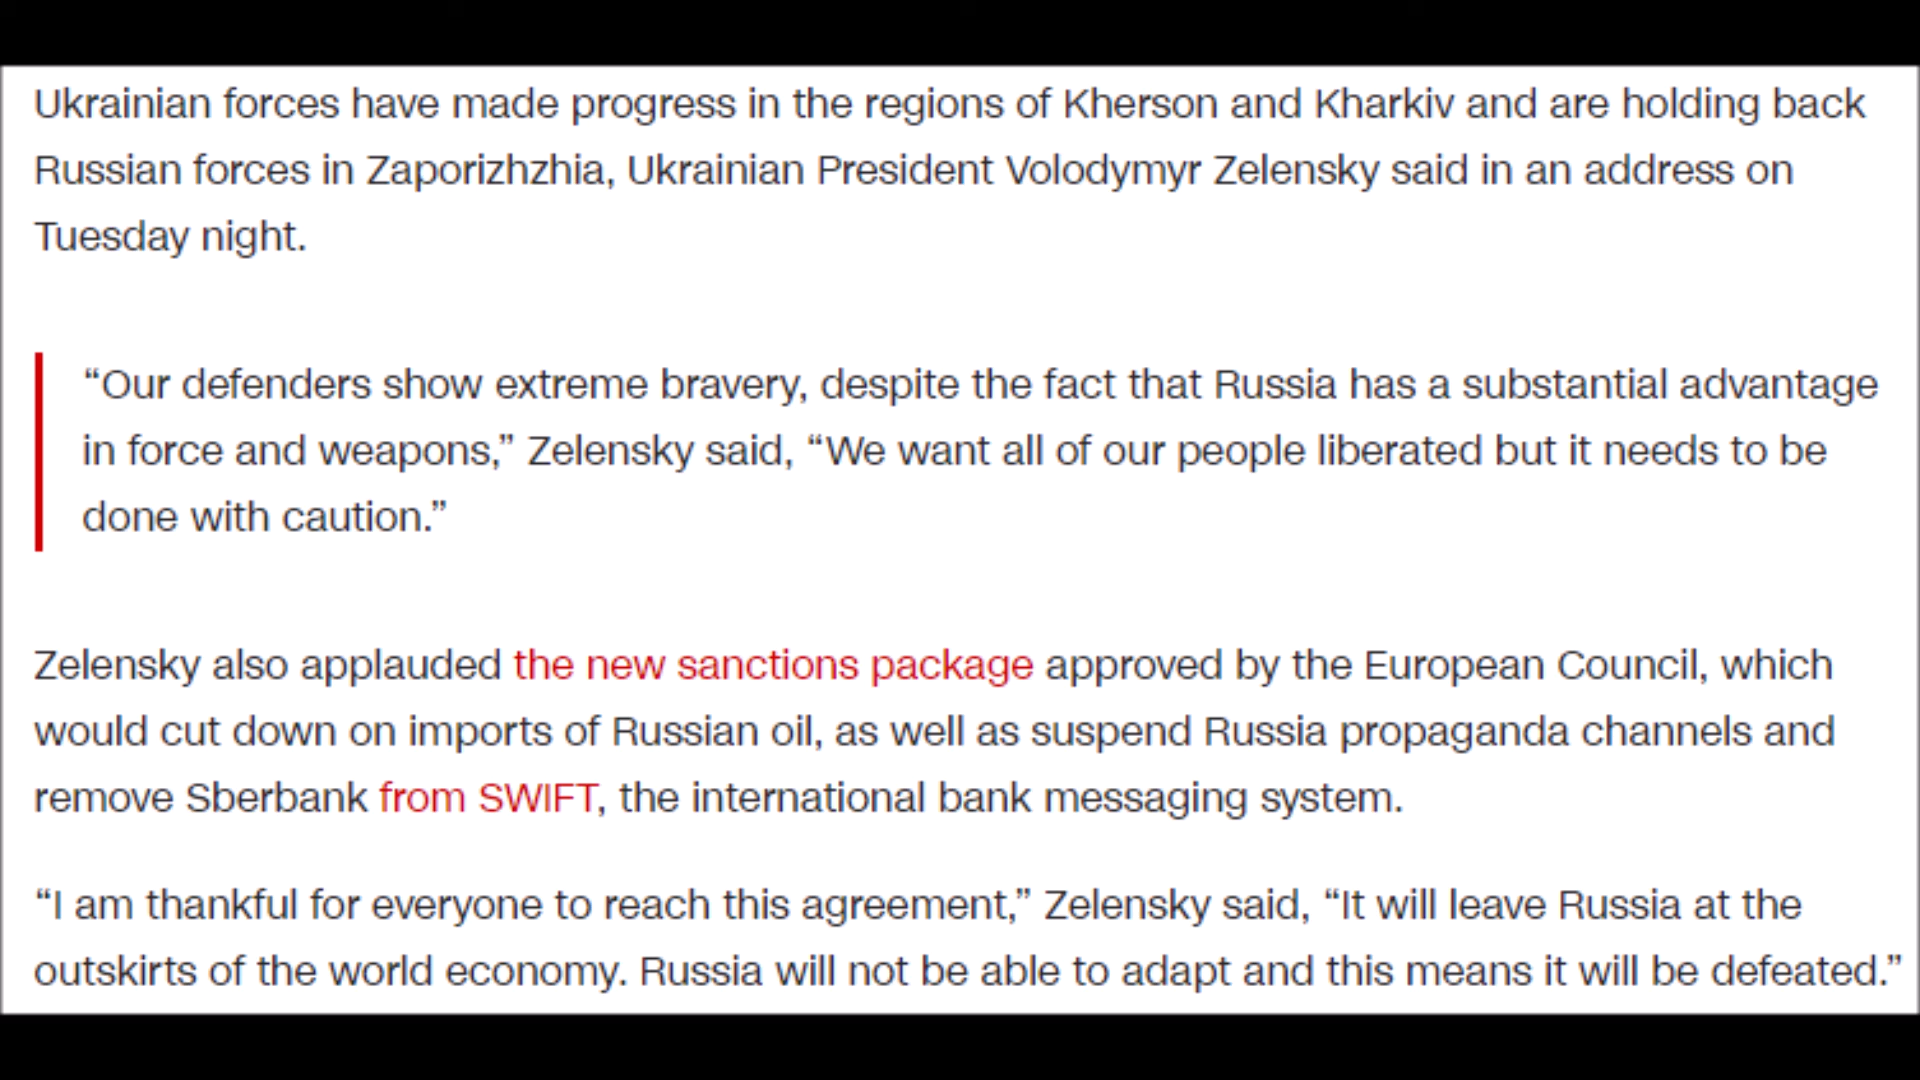 Ukrainian forces have made progress in the regions of Kherson and Kharkiv and are holding back
Russian forces in Zaporizhzhia, Ukrainian President Volodymyr Zelensky said in an address on
Tuesday night.
“Our defenders show extreme bravery, despite the fact that Russia has a substantial advantage
in force and weapons,” Zelensky said, “We want all of our people liberated but it needs to be
done with caution.”
Zelensky also applauded the new sanctions package approved by the European Council, which
would cut down on imports of Russian oil, as well as suspend Russia propaganda channels and
remove Sberbank from SWIFT, the international bank messaging system.
“I am thankful for everyone to reach this agreement,” Zelensky said, “It will leave Russia at the
outskirts of the world economy. Russia will not be able to adapt and this means it will be defeated.”